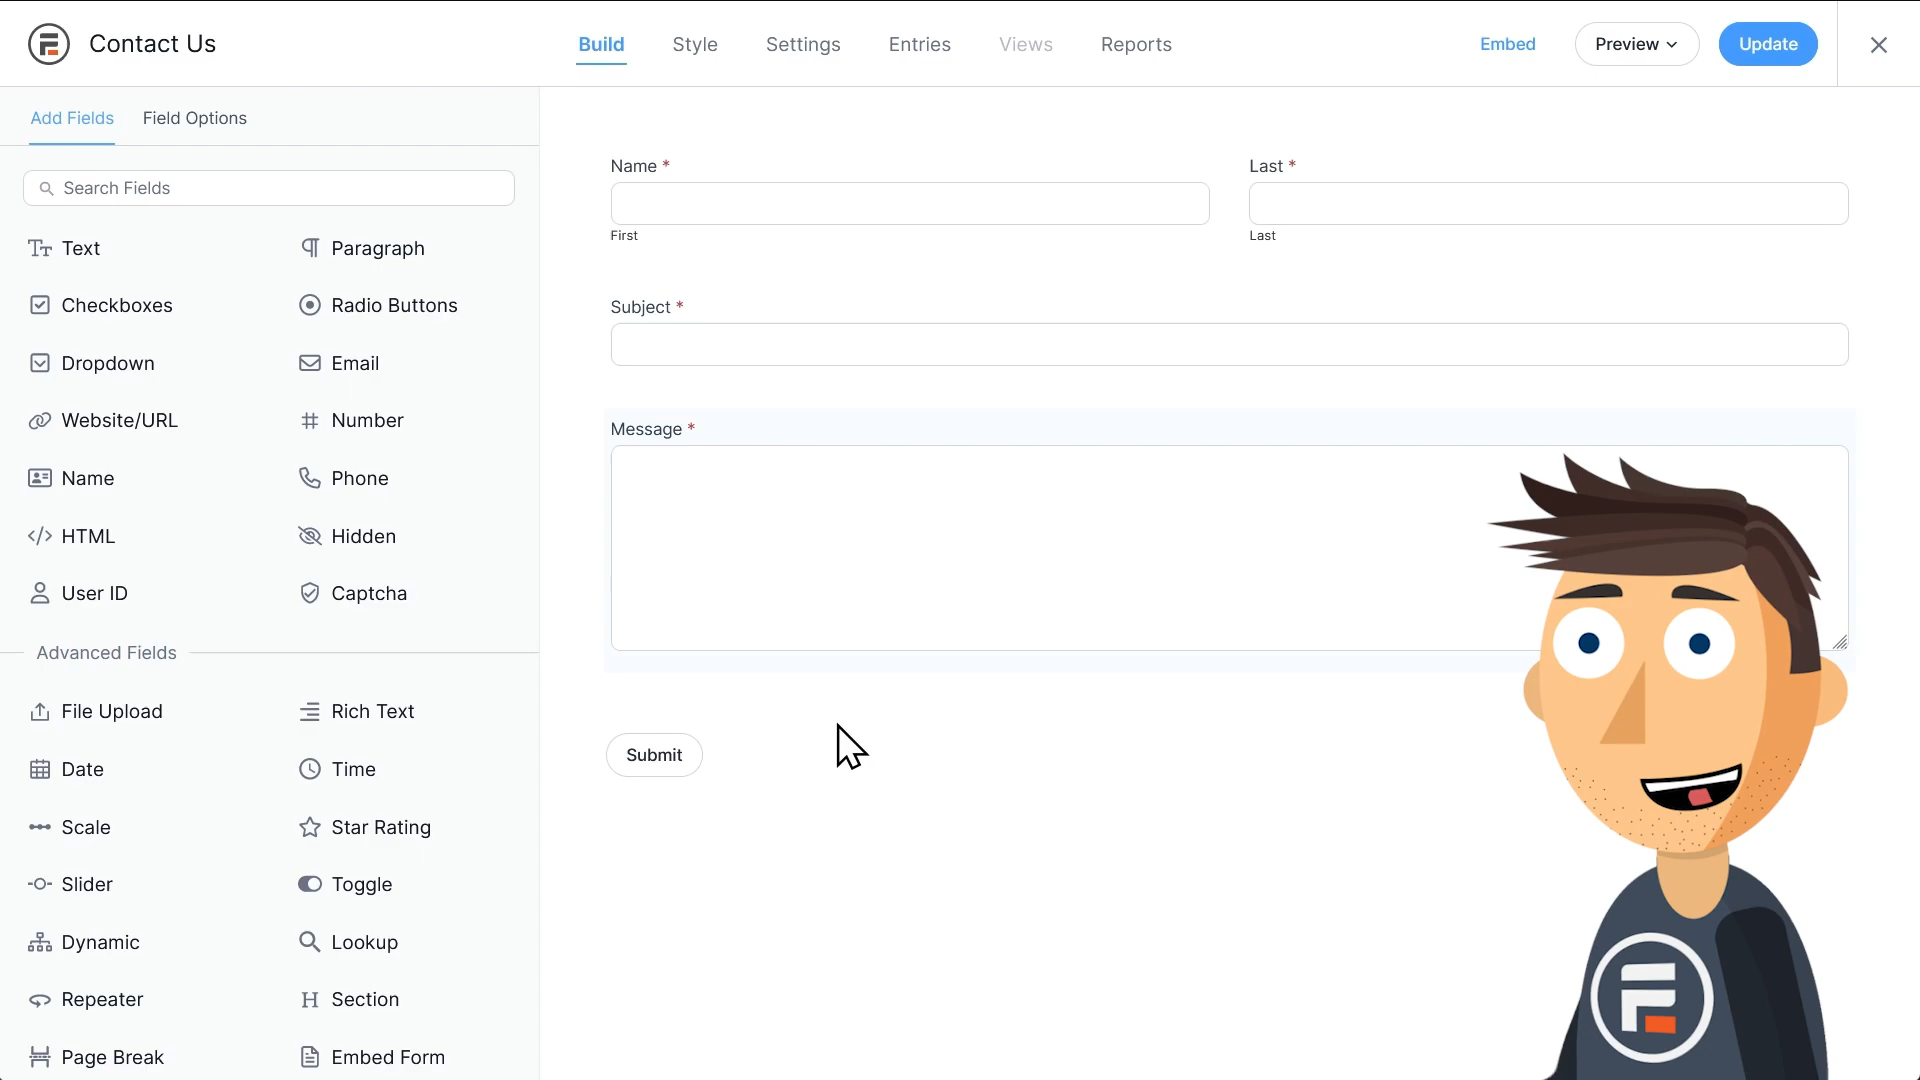 Contact Us
Build Style Settings Entries Views Reports
Embed Preview Update
Add Fields Field Options
Search Fields
Text Paragraph
Checkboxes Radio Buttons
Dropdown Email
Website/URL Number
Name Phone
HTML Hidden
User ID Captcha
Advanced Fields
File Upload Rich Text
Date Time
Scale Star Rating
Slider Toggle
Dynamic Lookup
Repeater Section
Page Break Embed Form
Name * Last *
First Last
Subject *
Message *
Submit